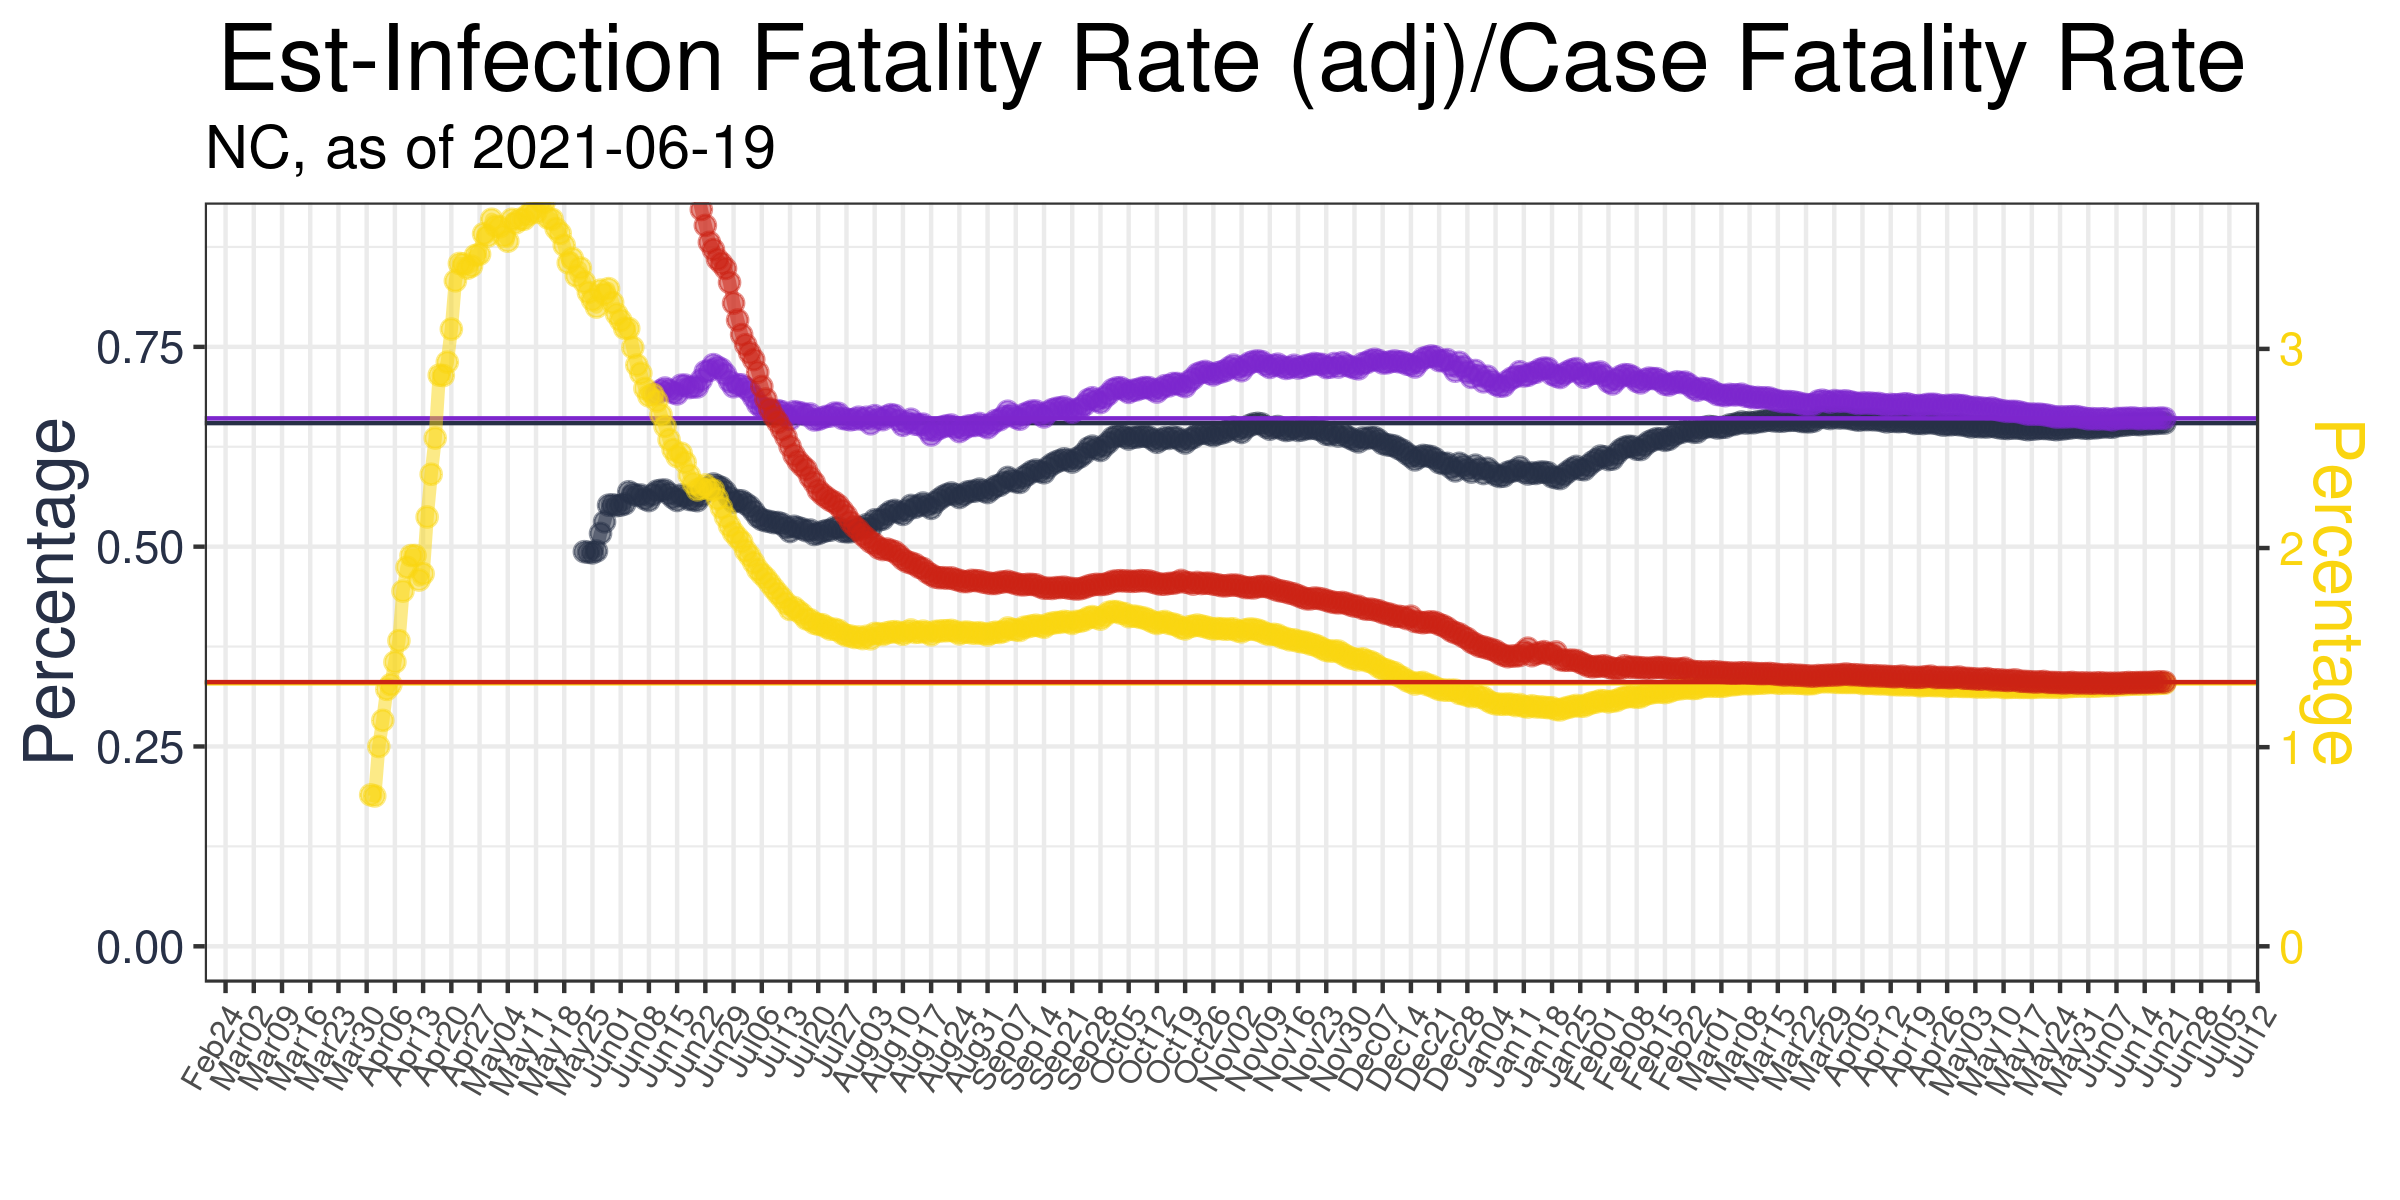 Est-Infection Fatality Rate (adj)/Case Fatality Rate
NC, as of 2021-06-19
Percentage
0.75
0.50
0.25
0.00
3
2
1
0
Percentage
Feb24
Mar02
Mar09
Mar16
Mar23
Mar30
Apr06
Apr13
Apr20
Apr27
May04
May11
May18
May25
Jun01
Jun08
Jun15
Jun22
Jun29
Jul06
Jul13
Jul20
Jul27
Aug03
Aug10
Aug17
Aug24
Aug31
Sep07
Sep14
Sep21
Sep28
Oct05
Oct12
Oct19
Oct26
Nov02
Nov09
Nov16
Nov23
Nov30
Dec07
Dec14
Dec21
Dec28
Jan04
Jan11
Jan18
Jan25
Feb01
Feb08
Feb15
Feb22
Mar01
Mar08
Mar15
Mar22
Mar29
Apr05
Apr12
Apr19
Apr26
May03
May10
May17
May24
May31
Jun07
Jun14
Jun21
Jun28
Jul05
Jul12